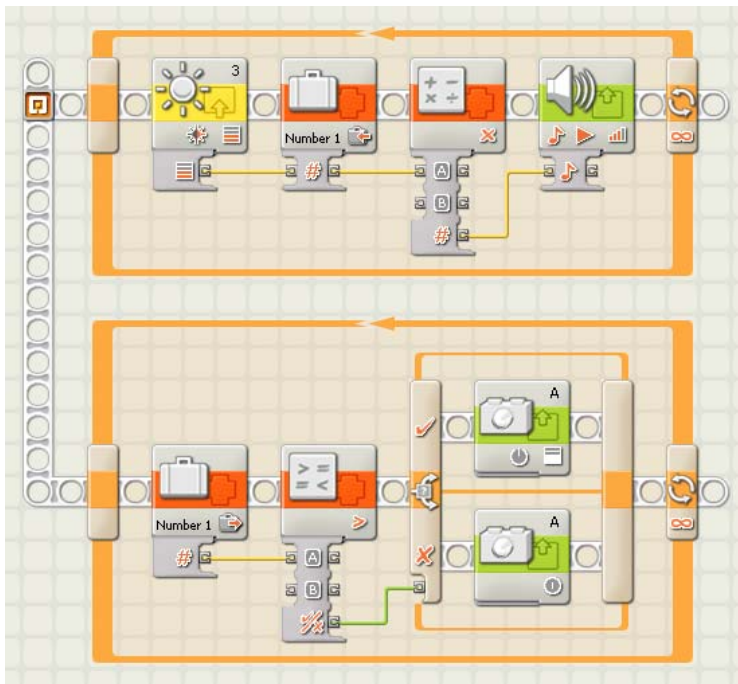 3
Number 1
+ -
× ÷
#
A
B
#
A
Number 1
> =
= <
>
#
A
B
A